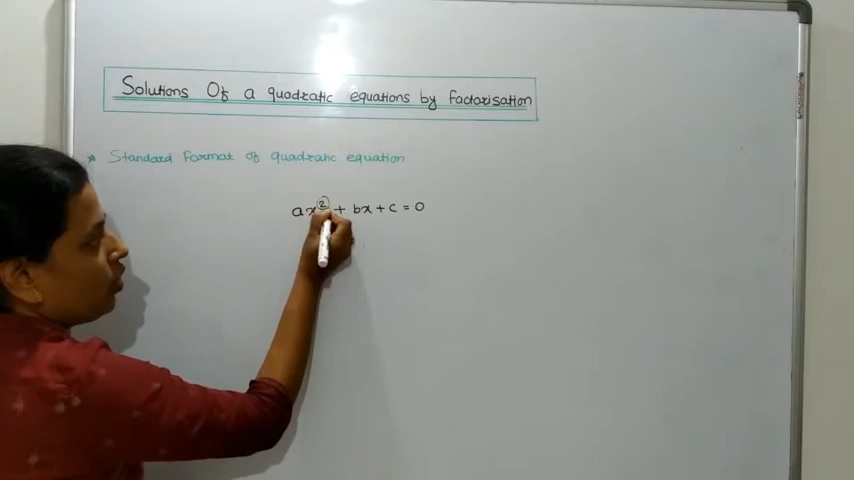 Solutions Of a quadratic equations by Factorisation
* Standard Format of quadratic equation
ax² + bx + c = 0